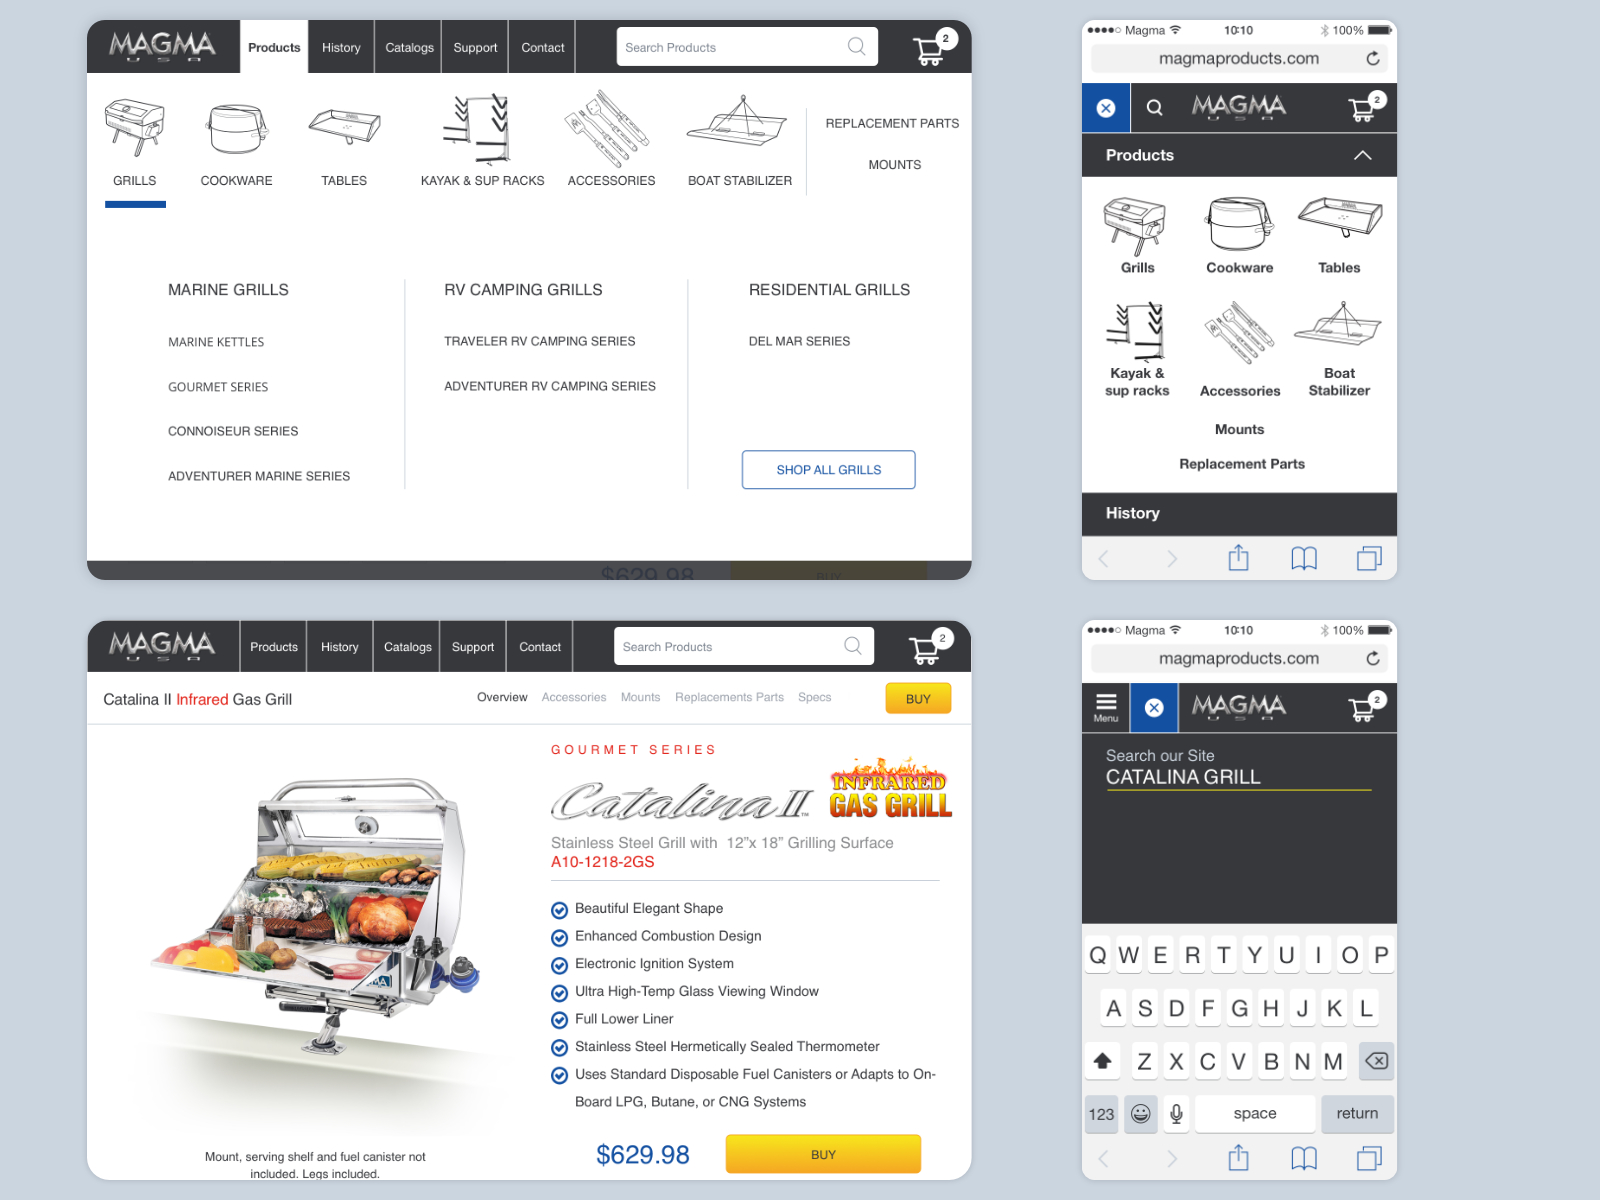 MAGMA
USA
Products
History
Catalogs
Support
Contact
Search Products
2
GRILLS
COOKWARE
TABLES
KAYAK & SUP RACKS
ACCESSORIES
BOAT STABILIZER
REPLACEMENT PARTS
MOUNTS
MARINE GRILLS
MARINE KETTLES
GOURMET SERIES
CONNOISEUR SERIES
ADVENTURER MARINE SERIES
RV CAMPING GRILLS
TRAVELER RV CAMPING SERIES
ADVENTURER RV CAMPING SERIES
RESIDENTIAL GRILLS
DEL MAR SERIES
SHOP ALL GRILLS
$629.98
BUY
Magma
10:10
100%
magmaproducts.com
MAGMA
USA
2
Products
Grills
Cookware
Tables
Kayak &
sup racks
Accessories
Boat
Stabilizer
Mounts
Replacement Parts
History
MAGMA
USA
Products
History
Catalogs
Support
Contact
Search Products
2
Catalina II Infrared Gas Grill
Overview
Accessories
Mounts
Replacements Parts
Specs
BUY
GOURMET SERIES
Catalina II™
INFRARED
GAS GRILL
Stainless Steel Grill with 12”x 18” Grilling Surface
A10-1218-2GS
Beautiful Elegant Shape
Enhanced Combustion Design
Electronic Ignition System
Ultra High-Temp Glass Viewing Window
Full Lower Liner
Stainless Steel Hermetically Sealed Thermometer
Uses Standard Disposable Fuel Canisters or Adapts to On-
Board LPG, Butane, or CNG Systems
Mount, serving shelf and fuel canister not
included. Legs included.
$629.98
BUY
Magma
10:10
100%
magmaproducts.com
Menu
MAGMA
USA
2
Search our Site
CATALINA GRILL
Q W E R T Y U I O P
A S D F G H J K L
Z X C V B N M
123
space
return